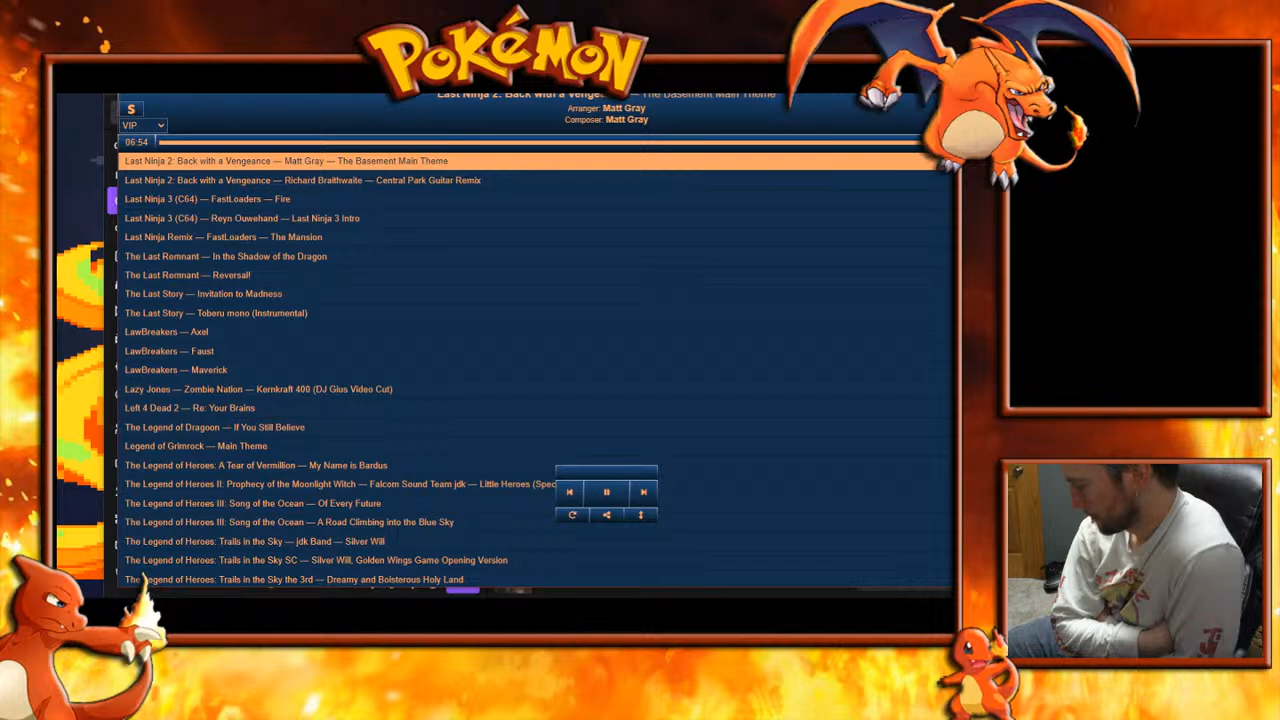 POKéMON
Last Ninja 2: Back with a Vengeance — The Basement Main Theme
Arranger: Matt Gray
Composer: Matt Gray
S
VIP
06:54
Last Ninja 2: Back with a Vengeance — Matt Gray — The Basement Main Theme
Last Ninja 2: Back with a Vengeance — Richard Braithwaite — Central Park Guitar Remix
Last Ninja 3 (C64) — FastLoaders — Fire
Last Ninja 3 (C64) — Reyn Ouwehand — Last Ninja 3 Intro
Last Ninja Remix — FastLoaders — The Mansion
The Last Remnant — In the Shadow of the Dragon
The Last Remnant — Reversal!
The Last Story — Invitation to Madness
The Last Story — Toberu mono (Instrumental)
LawBreakers — Axel
LawBreakers — Faust
LawBreakers — Maverick
Lazy Jones — Zombie Nation — Kernkraft 400 (DJ Gius Video Cut)
Left 4 Dead 2 — Re: Your Brains
The Legend of Dragoon — If You Still Believe
Legend of Grimrock — Main Theme
The Legend of Heroes: A Tear of Vermillion — My Name is Bardus
The Legend of Heroes II: Prophecy of the Moonlight Witch — Falcom Sound Team jdk — Little Heroes (Spec
The Legend of Heroes III: Song of the Ocean — Of Every Future
The Legend of Heroes III: Song of the Ocean — A Road Climbing into the Blue Sky
The Legend of Heroes: Trails in the Sky — jdk Band — Silver Will
The Legend of Heroes: Trails in the Sky SC — Silver Will, Golden Wings Game Opening Version
The Legend of Heroes: Trails in the Sky the 3rd — Dreamy and Boisterous Holy Land